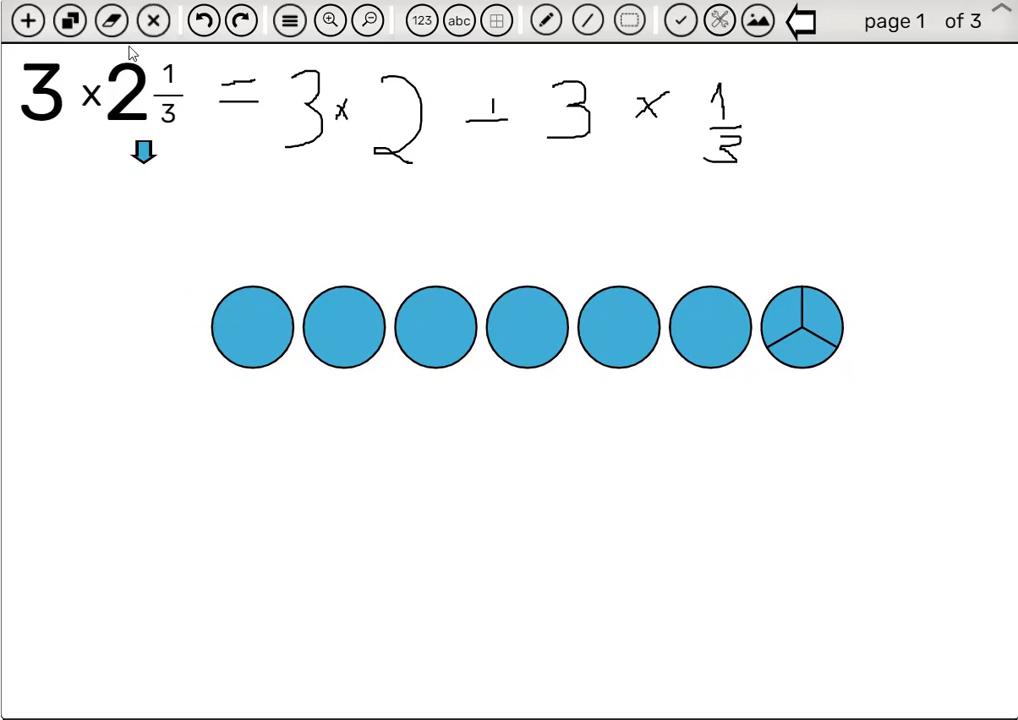 123 abc page 1 of 3
3 × 2 1/3 = 3 × 2 + 3 × 1/3